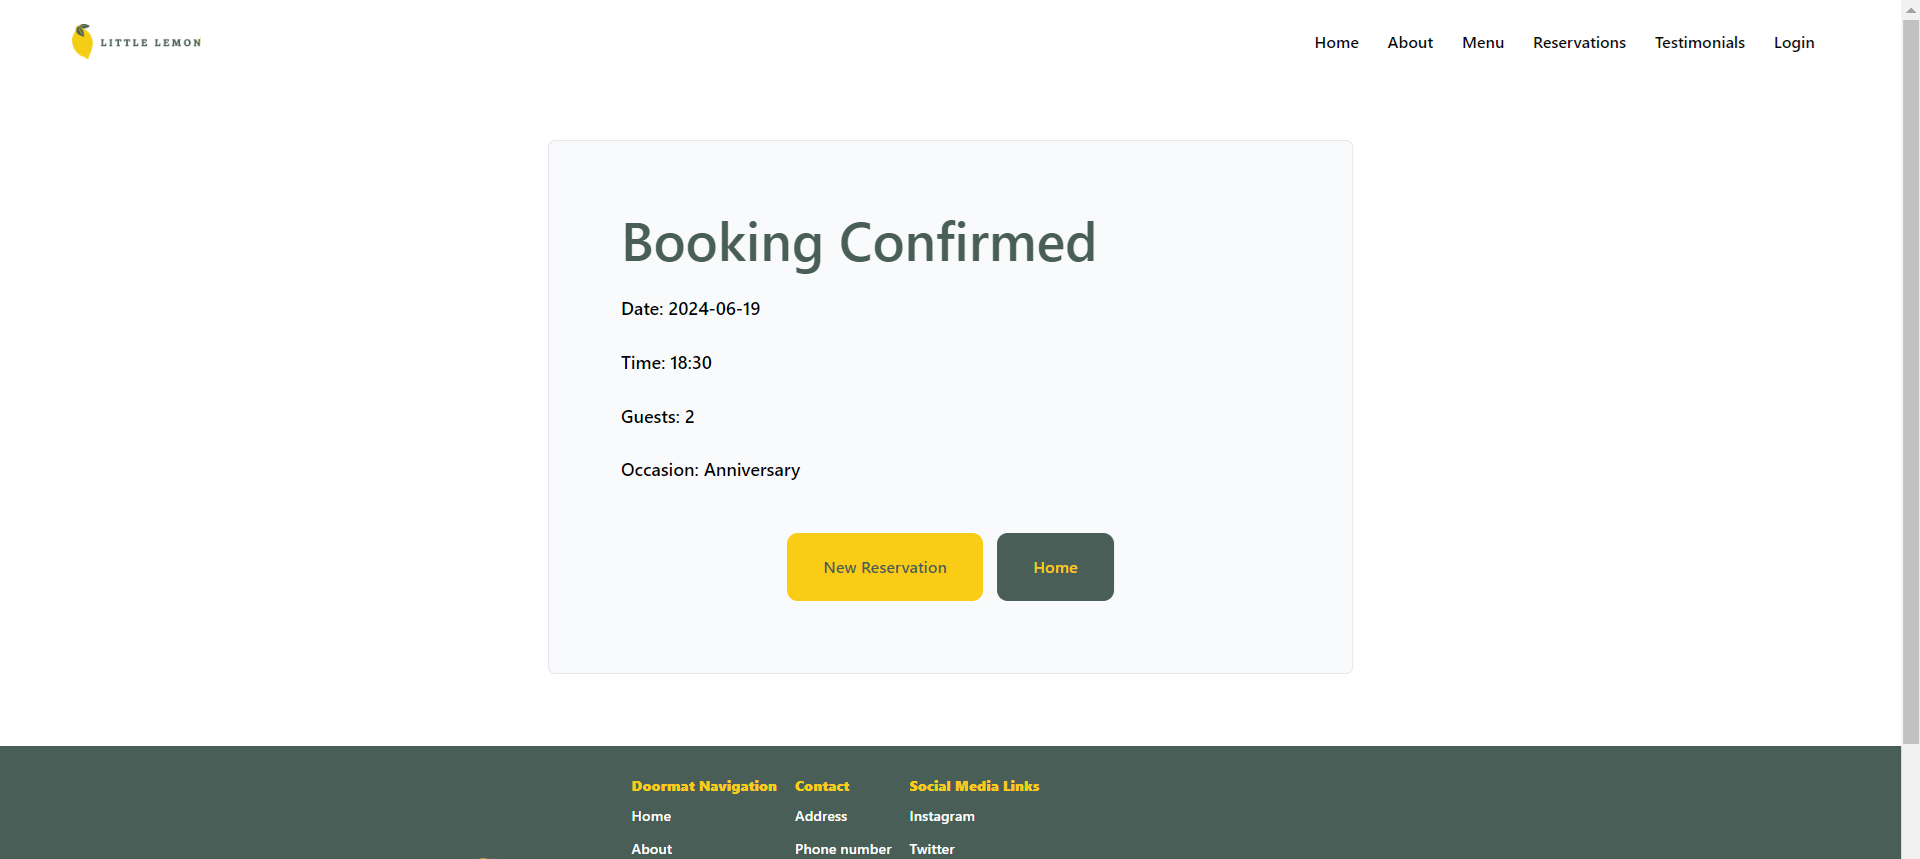 LITTLE LEMON
Home About Menu Reservations Testimonials Login
Booking Confirmed
Date: 2024-06-19
Time: 18:30
Guests: 2
Occasion: Anniversary
New Reservation Home
Doormat Navigation Contact Social Media Links
Home Address Instagram
About Phone number Twitter